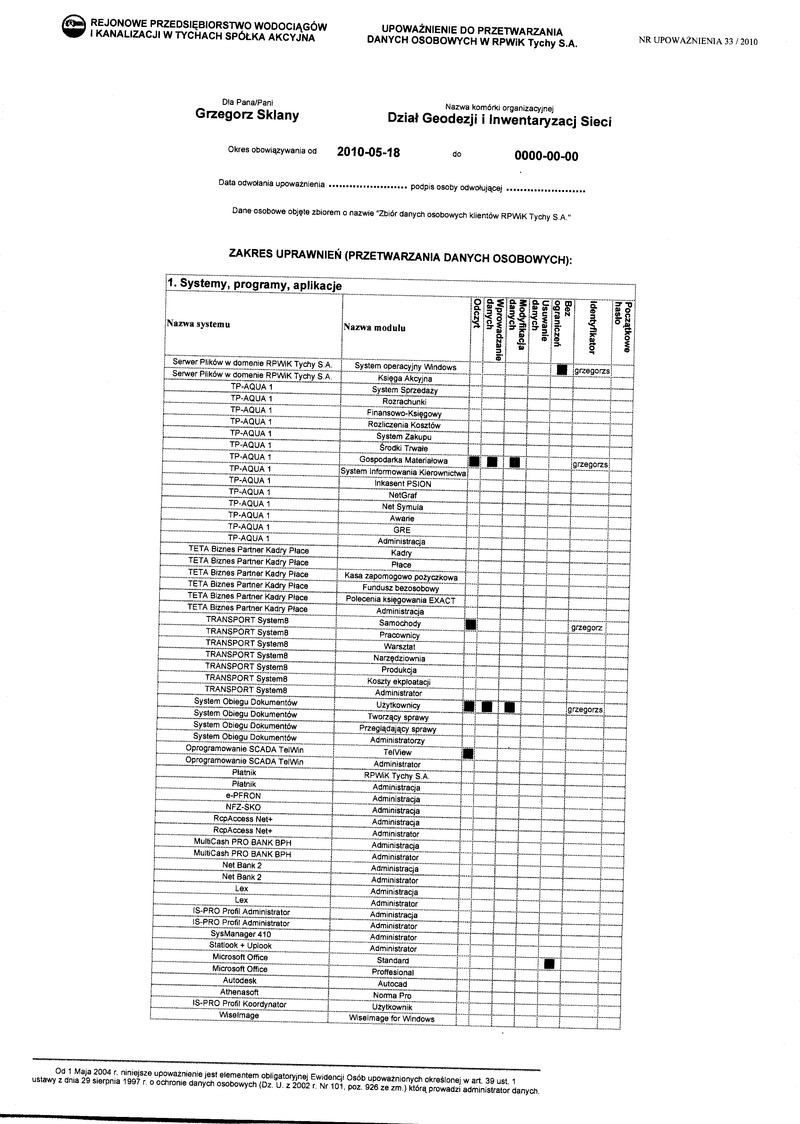 REJONOWE PRZEDSIĘBIORSTWO WODOCIĄGÓW
I KANALIZACJI W TYCHACH SPÓŁKA AKCYJNA
UPOWAŻNIENIE DO PRZETWARZANIA
DANYCH OSOBOWYCH W RPWiK Tychy S.A.
NR UPOWAŻNIENIA 33 / 2010
Dla Pana/Pani
Grzegorz Sklany
Nazwa komórki organizacyjnej
Dział Geodezji i Inwentaryzacj Sieci
Okres obowiązywania od 2010-05-18 do 0000-00-00
Data odwołania upoważnienia ........................ podpis osoby odwołującej ........................
Dane osobowe objęte zbiorem o nazwie "Zbiór danych osobowych klientów RPWiK Tychy S.A."
ZAKRES UPRAWNIEŃ (PRZETWARZANIA DANYCH OSOBOWYCH):
1. Systemy, programy, aplikacje
Nazwa systemu
Nazwa modułu
Odczyt
Wprowadzanie danych
Modyfikacja danych
Usuwanie danych
Bez ograniczeń
Identyfikator
Początkowe hasło
Serwer Plików w domenie RPWiK Tychy S.A. System operacyjny Windows ■ grzegorzs
Serwer Plików w domenie RPWiK Tychy S.A. Księga Akcyjna
TP-AQUA 1 System Sprzedaży
TP-AQUA 1 Rozrachunki
TP-AQUA 1 Finansowo-Księgowy
TP-AQUA 1 Rozliczenia Kosztów
TP-AQUA 1 System Zakupu
TP-AQUA 1 Środki Trwałe
TP-AQUA 1 Gospodarka Materiałowa ■ ■ ■ grzegorzs
TP-AQUA 1 System Informowania Kierownictwa
TP-AQUA 1 Inkasent PSION
TP-AQUA 1 NetGraf
TP-AQUA 1 Net Symula
TP-AQUA 1 Awarie
TP-AQUA 1 GRE
TP-AQUA 1 Administracja
TETA Biznes Partner Kadry Płace Kadry
TETA Biznes Partner Kadry Płace Płace
TETA Biznes Partner Kadry Płace Kasa zapomogowo pożyczkowa
TETA Biznes Partner Kadry Płace Fundusz bezosobowy
TETA Biznes Partner Kadry Płace Polecenia księgowania EXACT
TETA Biznes Partner Kadry Płace Administracja
TRANSPORT System8 Samochody ■ grzegorz
TRANSPORT System8 Pracownicy
TRANSPORT System8 Warsztat
TRANSPORT System8 Narzędziownia
TRANSPORT System8 Produkcja
TRANSPORT System8 Koszty ekploatacji
TRANSPORT System8 Administrator
System Obiegu Dokumentów Użytkownicy ■ ■ ■ grzegorzs
System Obiegu Dokumentów Tworzący sprawy
System Obiegu Dokumentów Przeglądający sprawy
System Obiegu Dokumentów Administratorzy
Oprogramowanie SCADA TelWin TelView ■
Oprogramowanie SCADA TelWin Administrator
Płatnik RPWiK Tychy S.A.
Płatnik Administracja
e-PFRON Administracja
NFZ-SKO Administracja
RcpAccess Net+ Administracja
RcpAccess Net+ Administrator
MultiCash PRO BANK BPH Administracja
MultiCash PRO BANK BPH Administrator
Net Bank 2 Administracja
Net Bank 2 Administrator
Lex Administracja
Lex Administrator
IS-PRO Profil Administrator Administracja
IS-PRO Profil Administrator Administrator
SysManager 410 Administrator
Statlook + Uplook Administrator
Microsoft Office Standard ■
Microsoft Office Proffesional
Autodesk Autocad
Athenasoft Norma Pro
IS-PRO Profil Koordynator Użytkownik
WiseImage WiseImage for Windows
Od 1 Maja 2004 r. niniejsze upoważnienie jest elementem obligatoryjnej Ewidencji Osób upoważnionych określonej w art. 39 ust. 1
ustawy z dnia 29 sierpnia 1997 r. o ochronie danych osobowych (Dz. U. z 2002 r. Nr 101, poz. 926 ze zm.) którą prowadzi administrator danych.